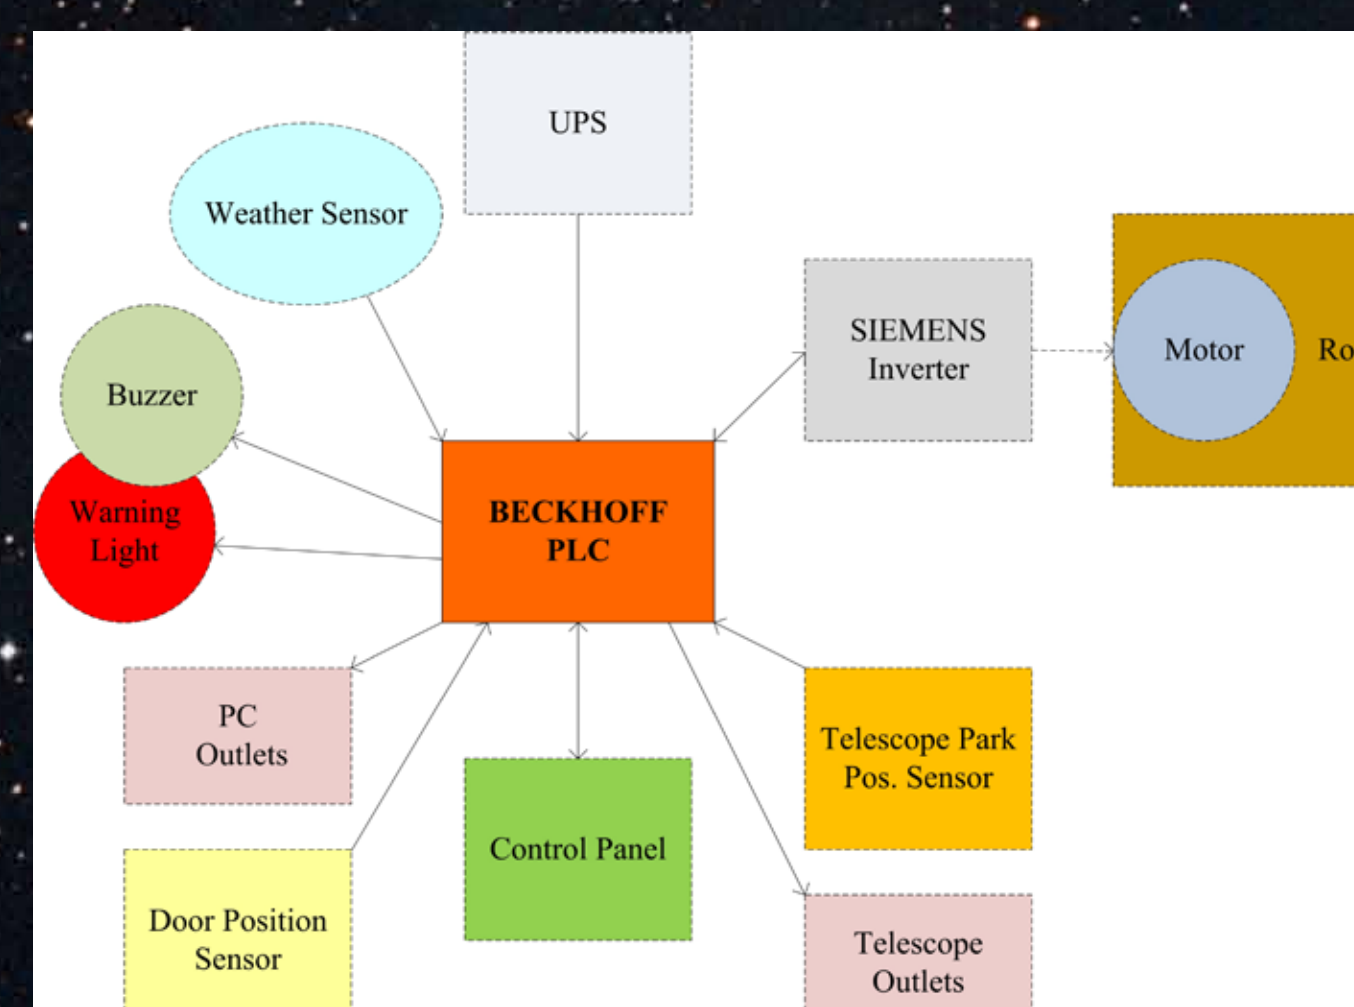 UPS
Weather Sensor
SIEMENS
Inverter
Motor
Buzzer
Warning
Light
BECKHOFF
PLC
PC
Outlets
Telescope Park
Pos. Sensor
Control Panel
Door Position
Sensor
Telescope
Outlets